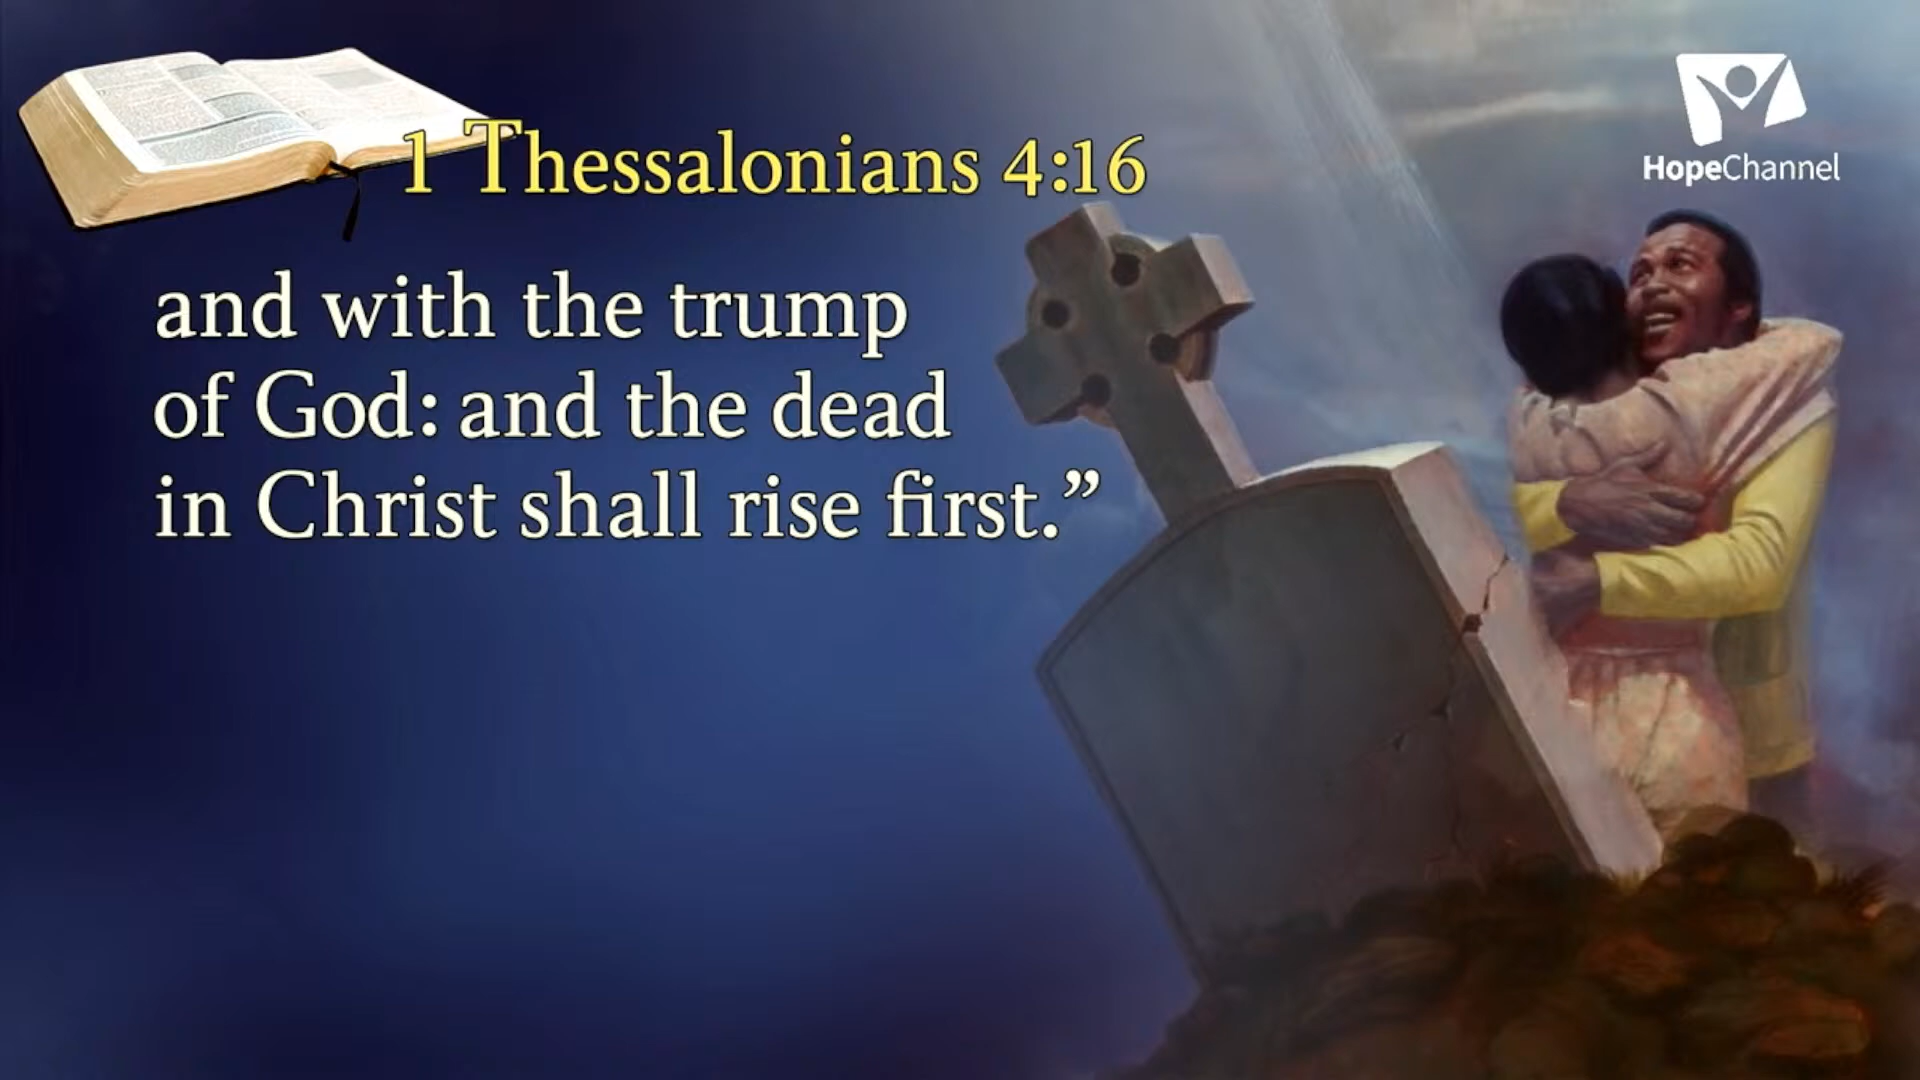 1 Thessalonians 4:16
HopeChannel
and with the trump
of God: and the dead
in Christ shall rise first.”